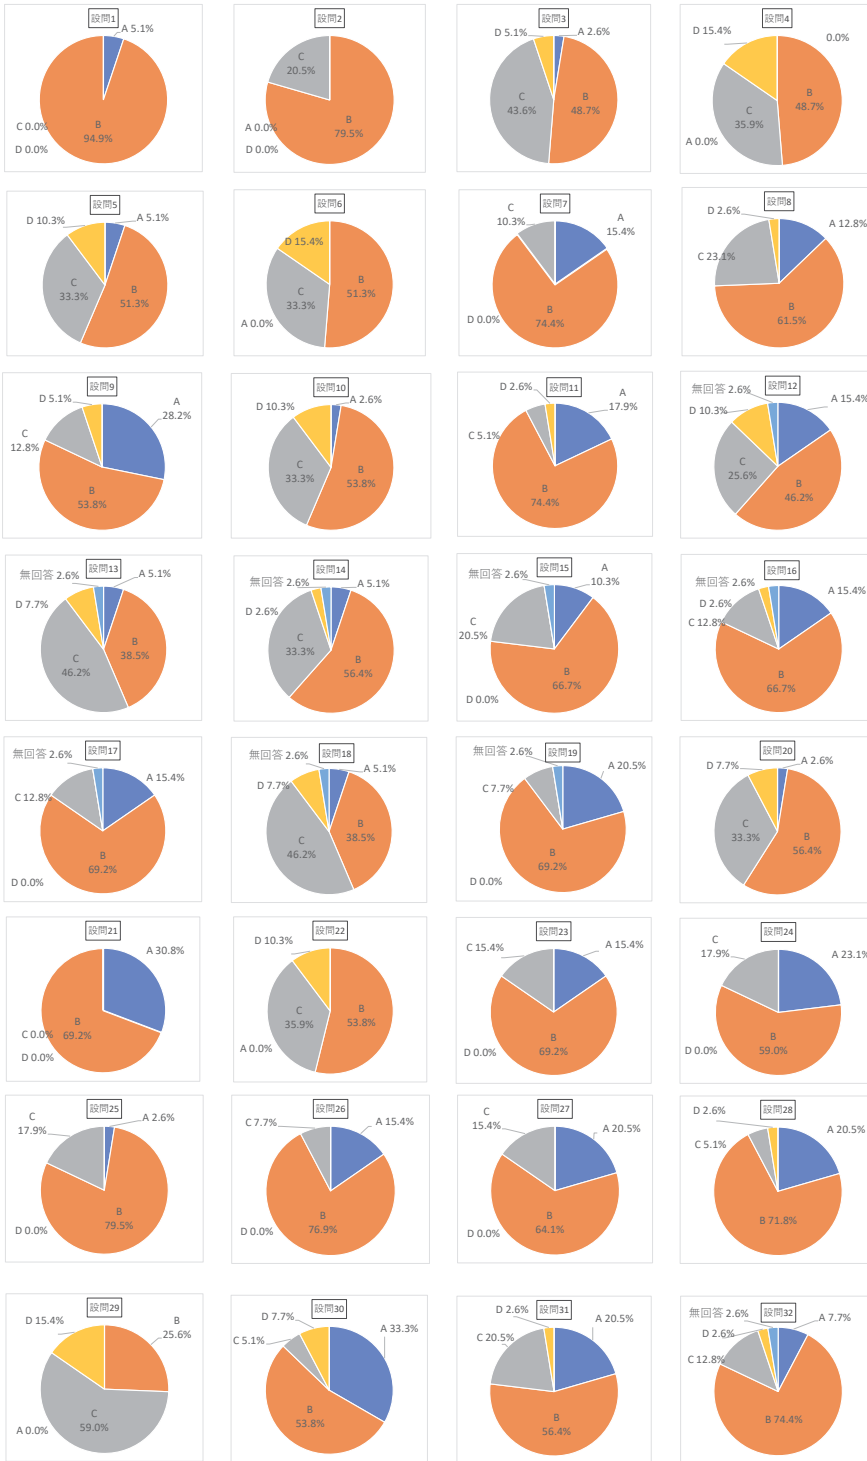 設問1
A 5.1%
B
94.9%
C 0.0%
D 0.0%
設問2
C
20.5%
B
79.5%
A 0.0%
D 0.0%
設問3
D 5.1%
A 2.6%
C
43.6%
B
48.7%
設問4
D 15.4%
0.0%
B
48.7%
C
35.9%
A 0.0%
設問5
D 10.3%
A 5.1%
C
33.3%
B
51.3%
設問6
D 15.4%
B
51.3%
C
33.3%
A 0.0%
設問7
C
10.3%
A
15.4%
D 0.0%
B
74.4%
設問8
D 2.6%
A 12.8%
C 23.1%
B
61.5%
設問9
D 5.1%
A
28.2%
C
12.8%
B
53.8%
設問10
D 10.3%
A 2.6%
C
33.3%
B
53.8%
設問11
D 2.6%
A
17.9%
C 5.1%
B
74.4%
設問12
無回答 2.6%
A 15.4%
D 10.3%
C
25.6%
B
46.2%
設問13
無回答 2.6%
A 5.1%
D 7.7%
B
38.5%
C
46.2%
設問14
無回答 2.6%
A 5.1%
D 2.6%
C
33.3%
B
56.4%
設問15
無回答 2.6%
A
10.3%
C
20.5%
B
66.7%
D 0.0%
設問16
無回答 2.6%
A 15.4%
D 2.6%
C 12.8%
B
66.7%
設問17
無回答 2.6%
A 15.4%
C 12.8%
B
69.2%
D 0.0%
設問18
無回答 2.6%
A 5.1%
D 7.7%
B
38.5%
C
46.2%
設問19
無回答 2.6%
A 20.5%
C 7.7%
B
69.2%
D 0.0%
設問20
D 7.7%
A 2.6%
C
33.3%
B
56.4%
設問21
A 30.8%
B
69.2%
C 0.0%
D 0.0%
設問22
D 10.3%
B
53.8%
C
35.9%
A 0.0%
設問23
C 15.4%
A 15.4%
D 0.0%
B
69.2%
設問24
C
17.9%
A 23.1%
D 0.0%
B
59.0%
設問25
C
17.9%
A 2.6%
D 0.0%
B
79.5%
設問26
C 7.7%
A 15.4%
D 0.0%
B
76.9%
設問27
C
15.4%
A 20.5%
D 0.0%
B
64.1%
設問28
D 2.6%
A 20.5%
C 5.1%
B 71.8%
設問29
D 15.4%
B
25.6%
C
59.0%
A 0.0%
設問30
D 7.7%
A 33.3%
C 5.1%
B
53.8%
設問31
D 2.6%
A 20.5%
C 20.5%
B
56.4%
設問32
無回答 2.6%
A 7.7%
D 2.6%
C 12.8%
B 74.4%